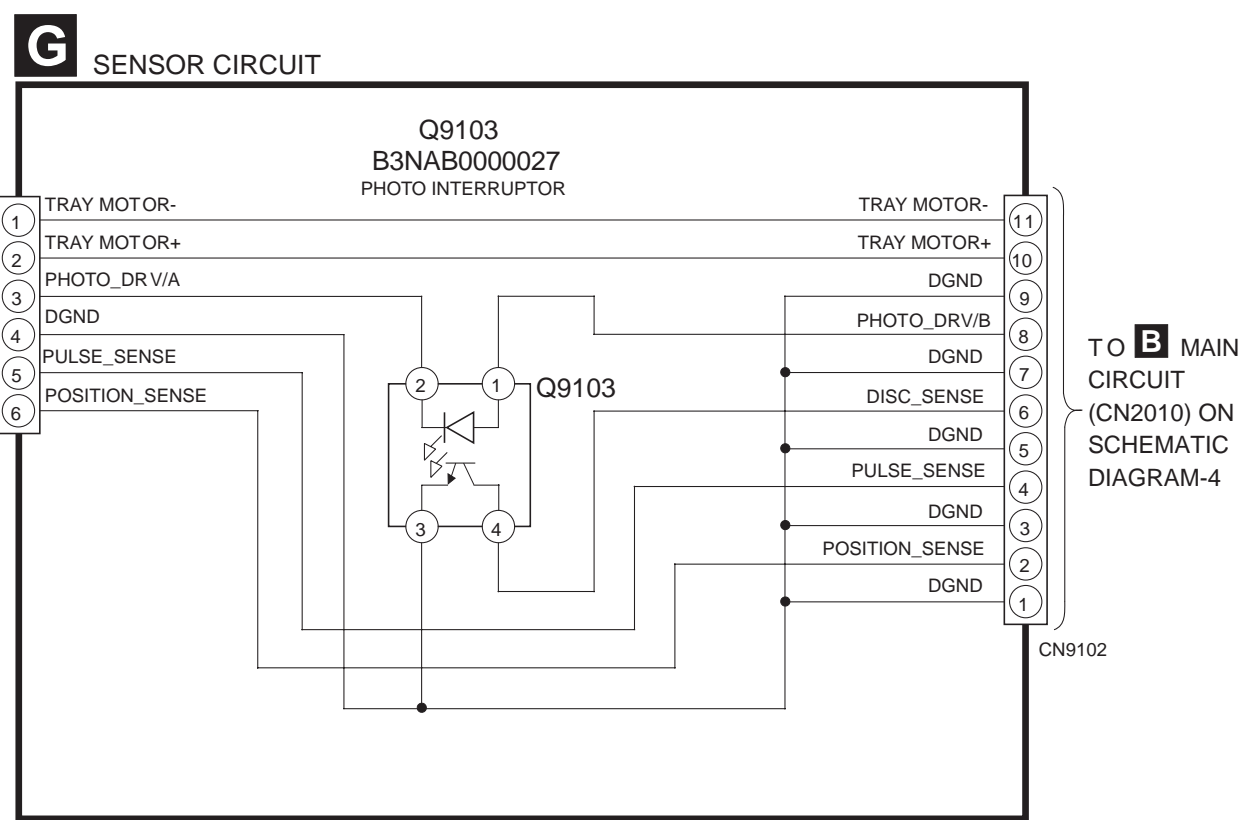 G
SENSOR CIRCUIT
Q9103
B3NAB0000027
PHOTO INTERRUPTOR
1 TRAY MOTOR-
2 TRAY MOTOR+
3 PHOTO_DRV/A
4 DGND
5 PULSE_SENSE
6 POSITION_SENSE
2 1 Q9103
3 4
TRAY MOTOR- 11
TRAY MOTOR+ 10
DGND 9
PHOTO_DRV/B 8
DGND 7
DISC_SENSE 6
DGND 5
PULSE_SENSE 4
DGND 3
POSITION_SENSE 2
DGND 1
CN9102
TO B MAIN
CIRCUIT
(CN2010) ON
SCHEMATIC
DIAGRAM-4